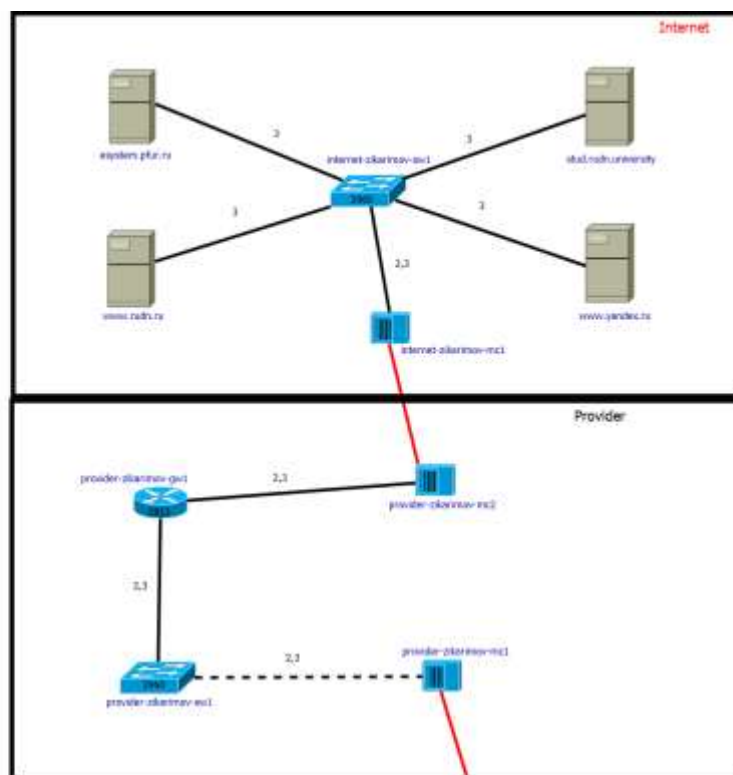 Internet
esystem.pfur.ru
stud.rudn.university
3
3
internet-zikarimov-sw1
3
3
2,3
www.rudn.ru
www.yandex.ru
internet-zikarimov-mc1
Provider
provider-zikarimov-gw1
2,3
provider-zikarimov-mc2
2,3
2,3
provider-zikarimov-mc1
provider-zikarimov-sw1